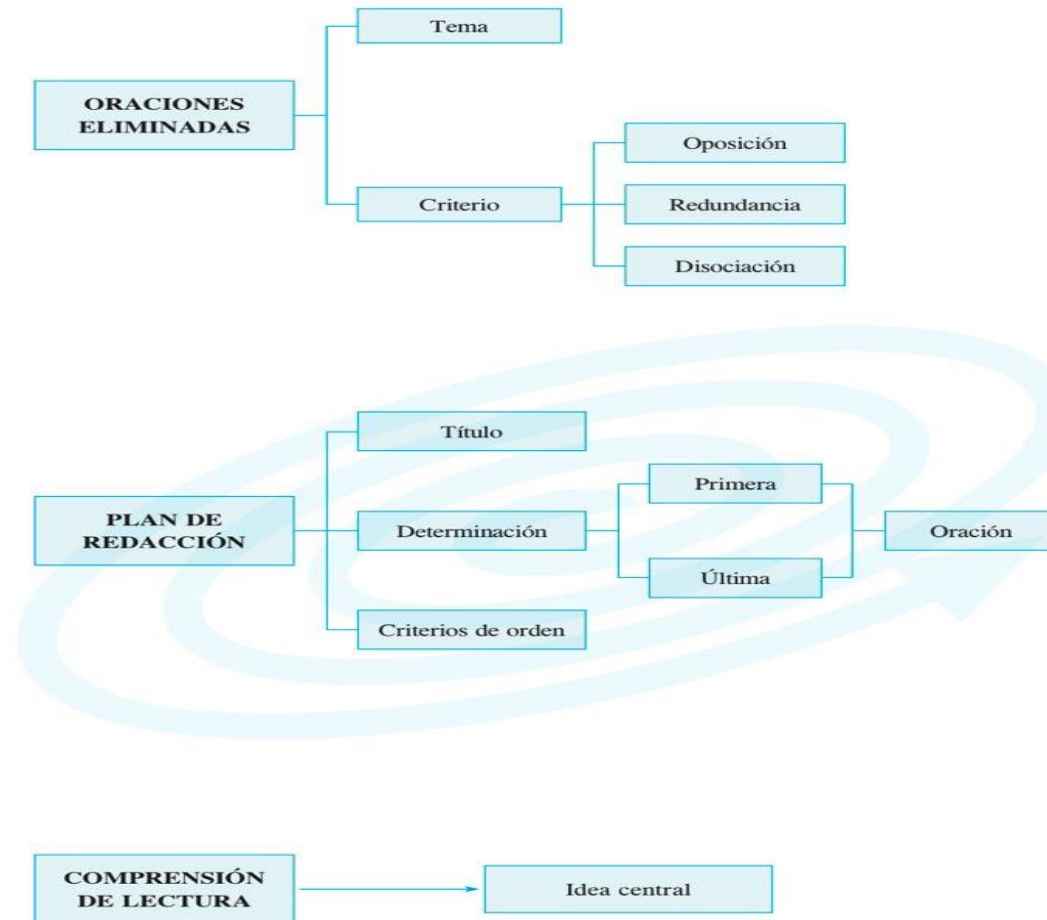 Tema
ORACIONES
ELIMINADAS
Oposición
Criterio
Redundancia
Disociación
Título
Primera
PLAN DE
REDACCIÓN
Determinación
Oración
Última
Criterios de orden
COMPRENSIÓN
DE LECTURA
Idea central